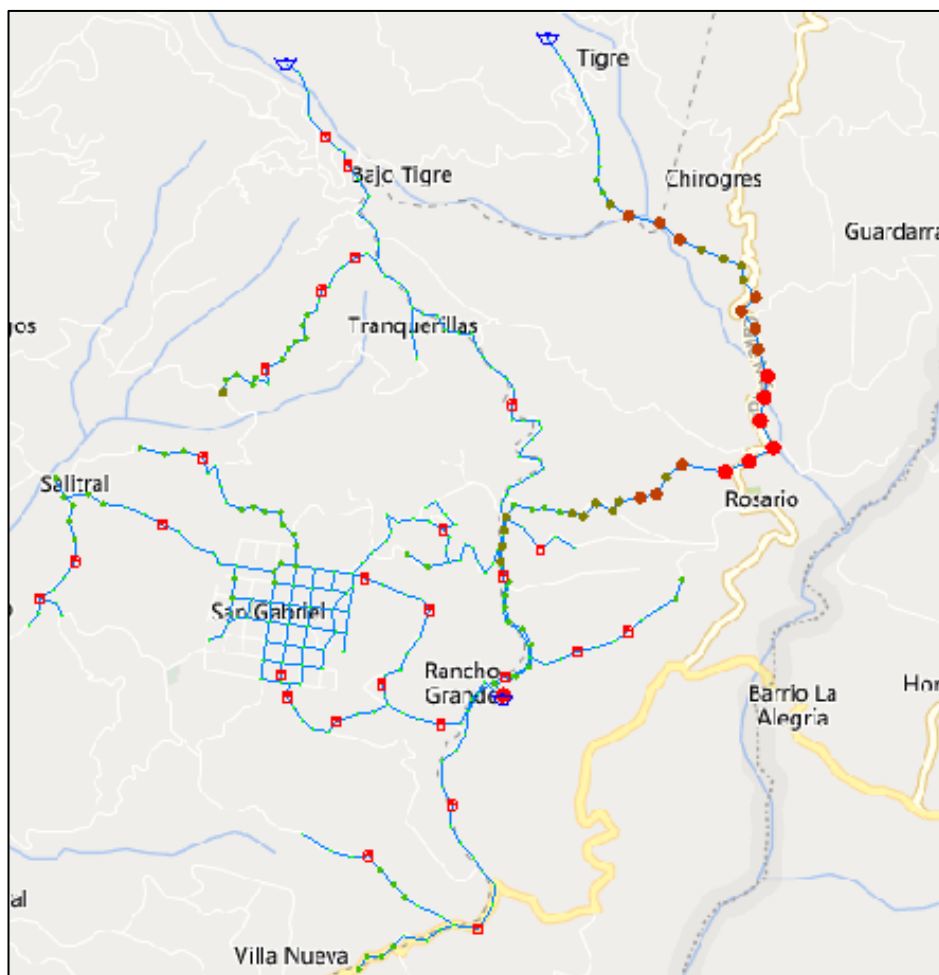 Tigre
Bajo Tigre
Chirogres
Guardarra
gos
Tranquerillas
Salitral
Rosario
San Gabriel
Rancho
Grande
Barrio La
Alegria
Hor
al
Villa Nueva